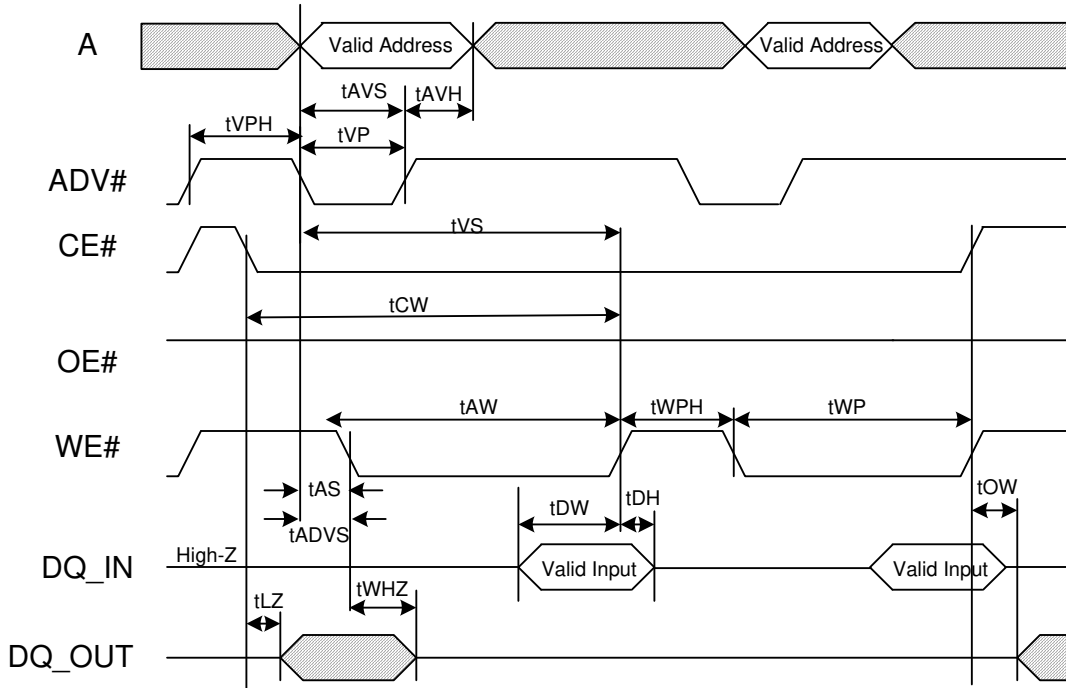 A
Valid Address
Valid Address
tAVS
tAVH
tVPH
tVP
ADV#
tVS
CE#
tCW
OE#
tAW
tWPH
tWP
WE#
tAS
tDW
tDH
tOW
tADVS
High-Z
DQ_IN
Valid Input
Valid Input
tWHZ
tLZ
DQ_OUT